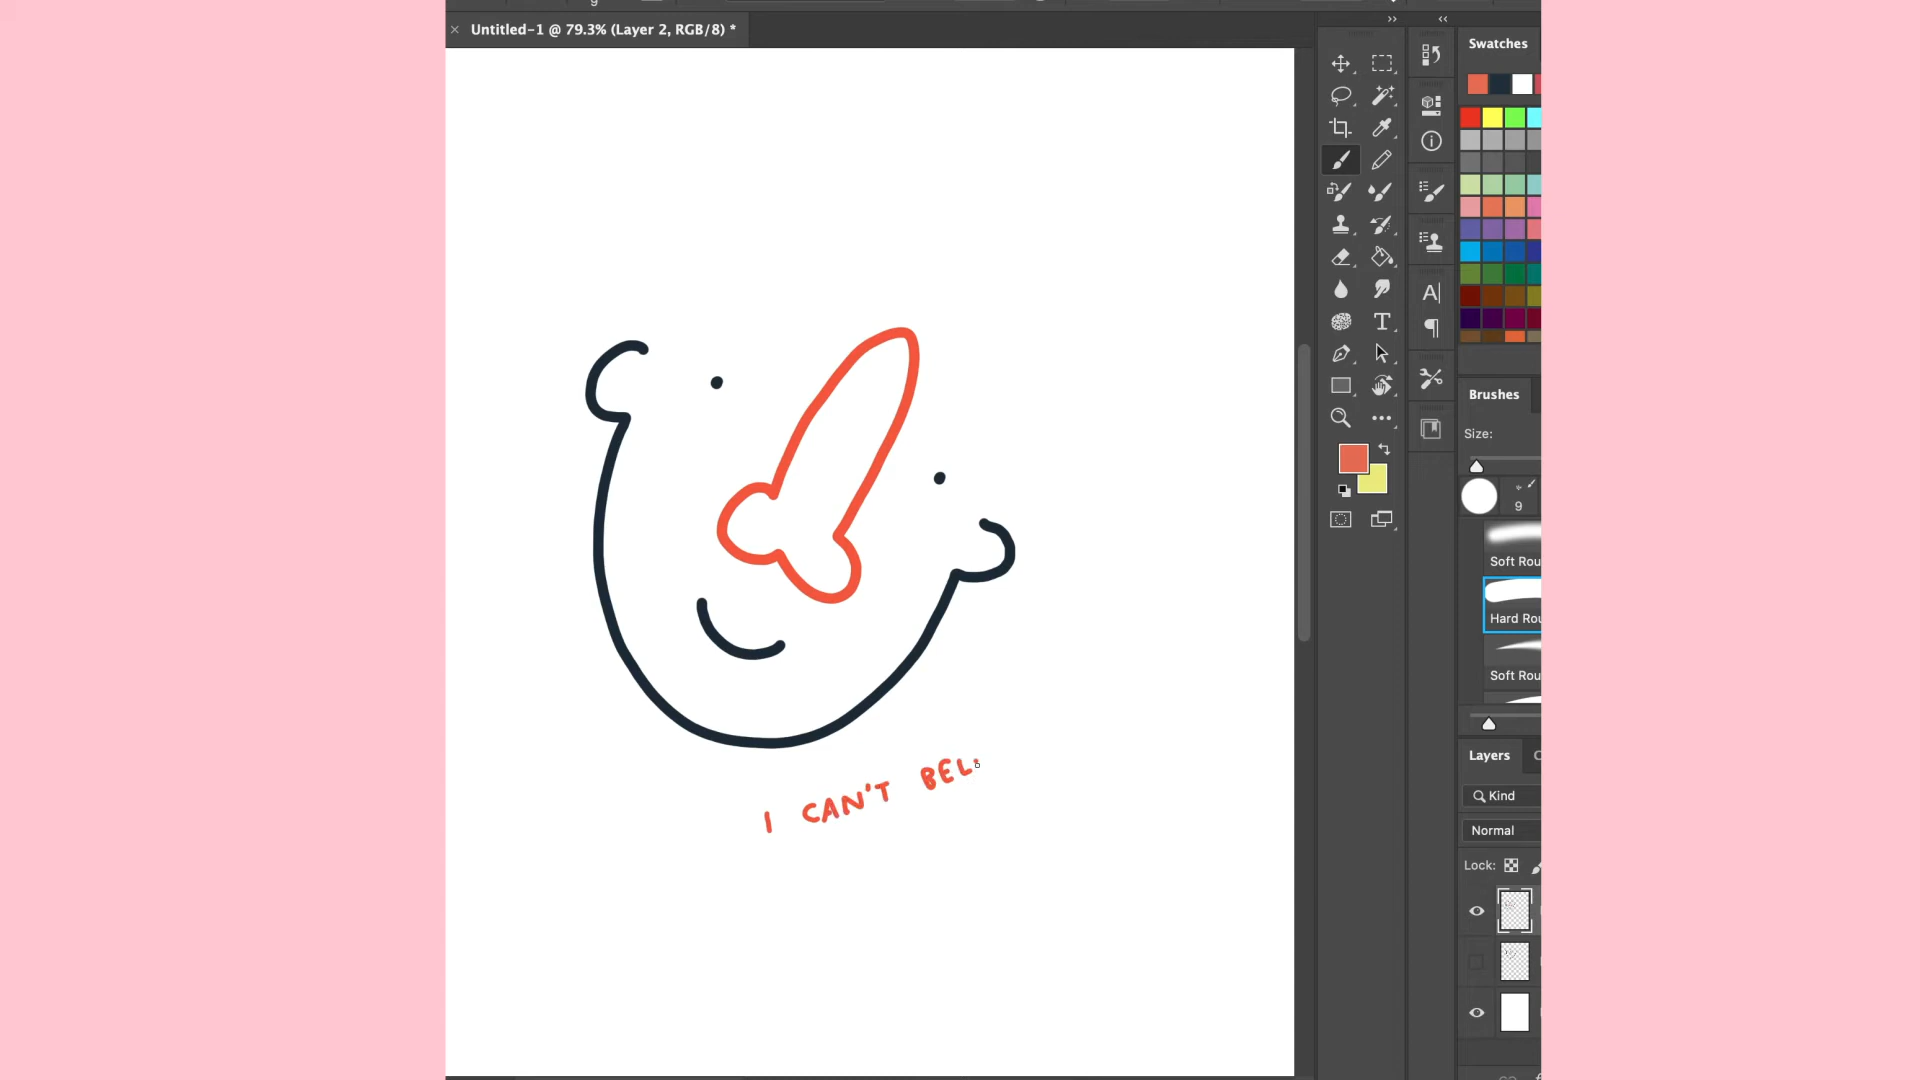 Untitled-1 @ 79.3% (Layer 2, RGB/8) *
Swatches
Brushes
Size:
9
Soft Rou
Hard Rou
Soft Rou
I CAN'T BEL
Layers
Kind
Normal
Lock: